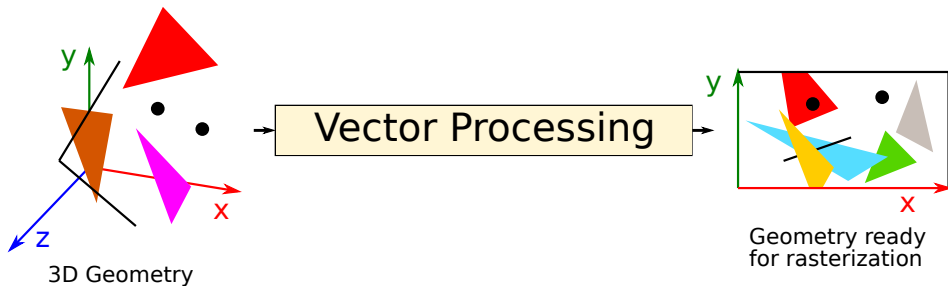 y
x
z
3D Geometry
Vector Processing
y
x
Geometry ready
for rasterization